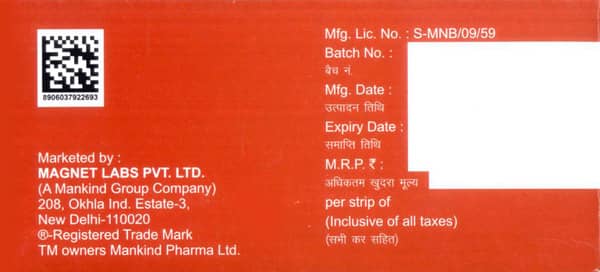 8906037922693
Marketed by :
MAGNET LABS PVT. LTD.
(A Mankind Group Company)
208, Okhla Ind. Estate-3,
New Delhi-110020
®-Registered Trade Mark
TM owners Mankind Pharma Ltd.
Mfg. Lic. No. : S-MNB/09/59
Batch No. :
बैच नं.
Mfg. Date :
उत्पादन तिथि
Expiry Date :
समाप्ति तिथि
M.R.P. ₹ :
अधिकतम खुदरा मूल्य
per strip of
(Inclusive of all taxes)
(सभी कर सहित)